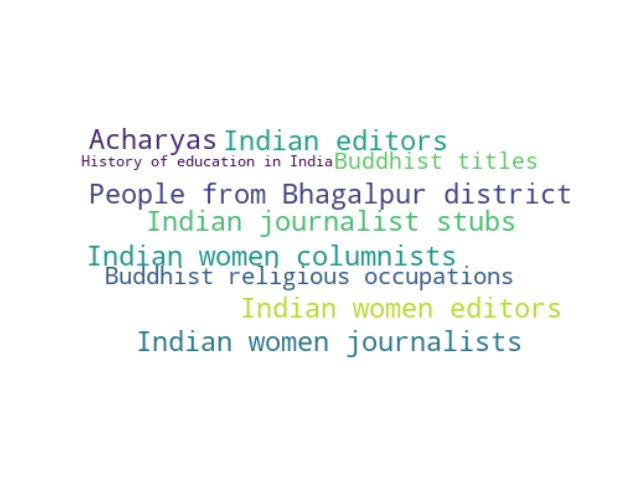 Acharyas Indian editors
History of education in India Buddhist titles
People from Bhagalpur district
Indian journalist stubs
Indian women columnists
Buddhist religious occupations
Indian women editors
Indian women journalists